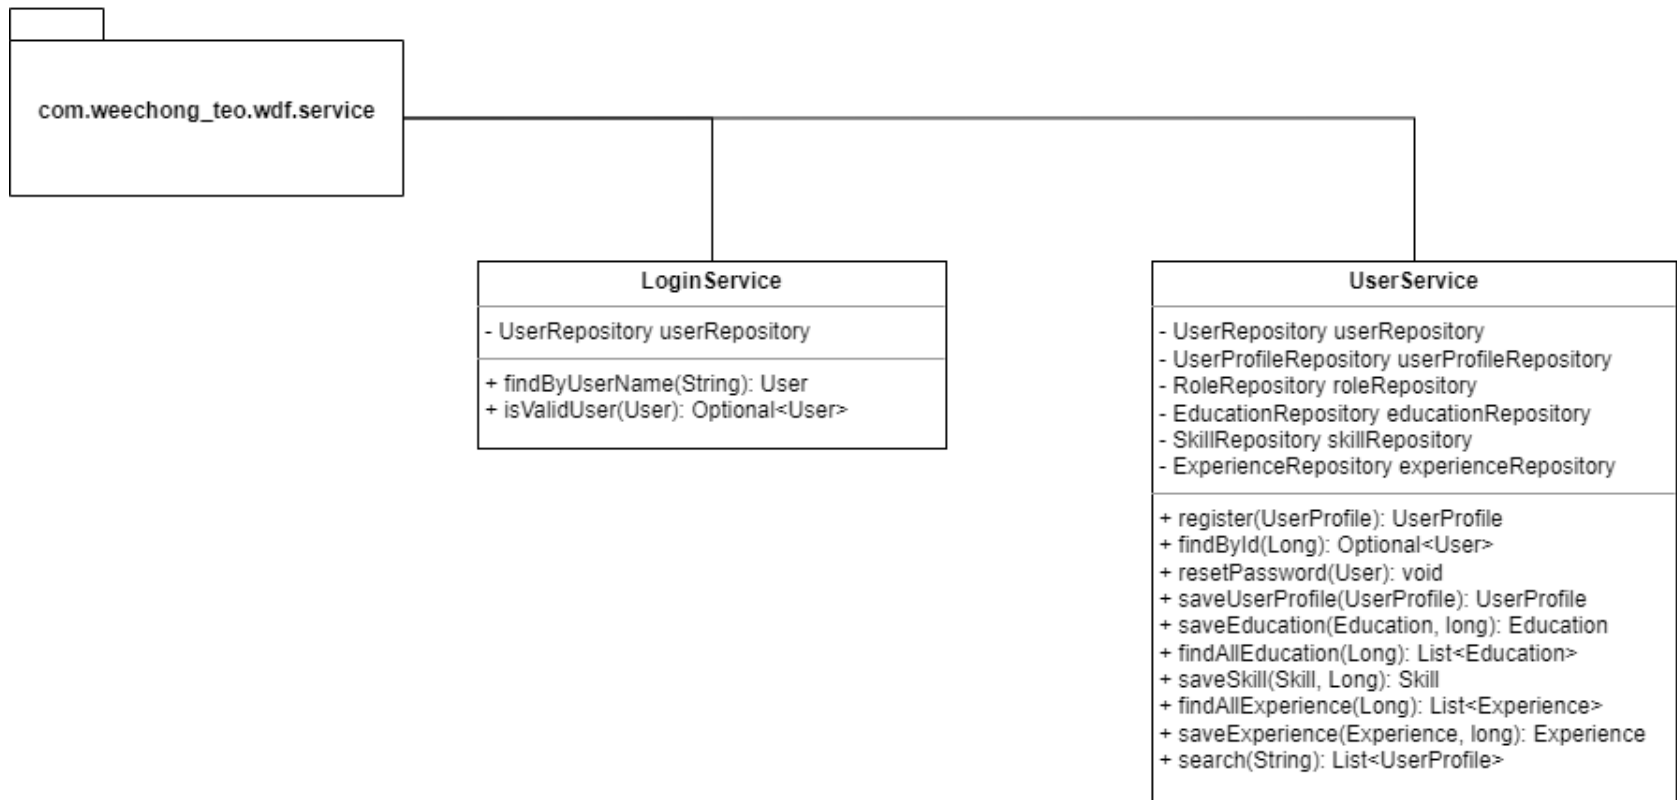 com.weechong_teo.wdf.service
LoginService
- UserRepository userRepository
+ findByUserName(String): User
+ isValidUser(User): Optional<User>
UserService
- UserRepository userRepository
- UserProfileRepository userProfileRepository
- RoleRepository roleRepository
- EducationRepository educationRepository
- SkillRepository skillRepository
- ExperienceRepository experienceRepository
+ register(UserProfile): UserProfile
+ findById(Long): Optional<User>
+ resetPassword(User): void
+ saveUserProfile(UserProfile): UserProfile
+ saveEducation(Education, long): Education
+ findAllEducation(Long): List<Education>
+ saveSkill(Skill, Long): Skill
+ findAllExperience(Long): List<Experience>
+ saveExperience(Experience, long): Experience
+ search(String): List<UserProfile>